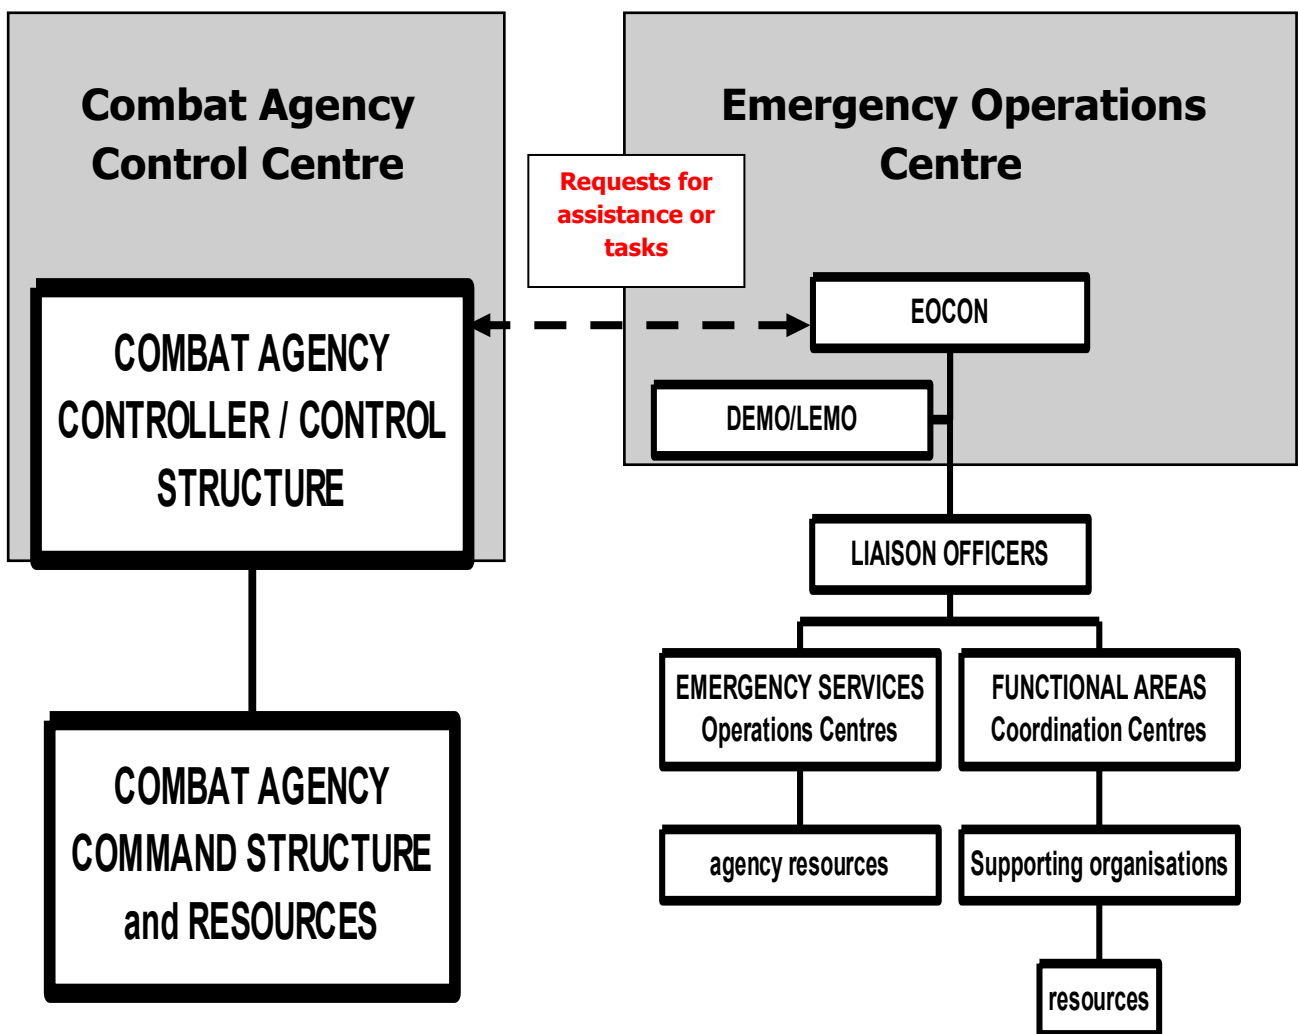 Combat Agency
Control Centre
Emergency Operations
Centre
Requests for
assistance or
tasks
COMBAT AGENCY
CONTROLLER / CONTROL
STRUCTURE
EOCON
DEMO/LEMO
LIAISON OFFICERS
EMERGENCY SERVICES
Operations Centres
FUNCTIONAL AREAS
Coordination Centres
COMBAT AGENCY
COMMAND STRUCTURE
and RESOURCES
agency resources
Supporting organisations
resources